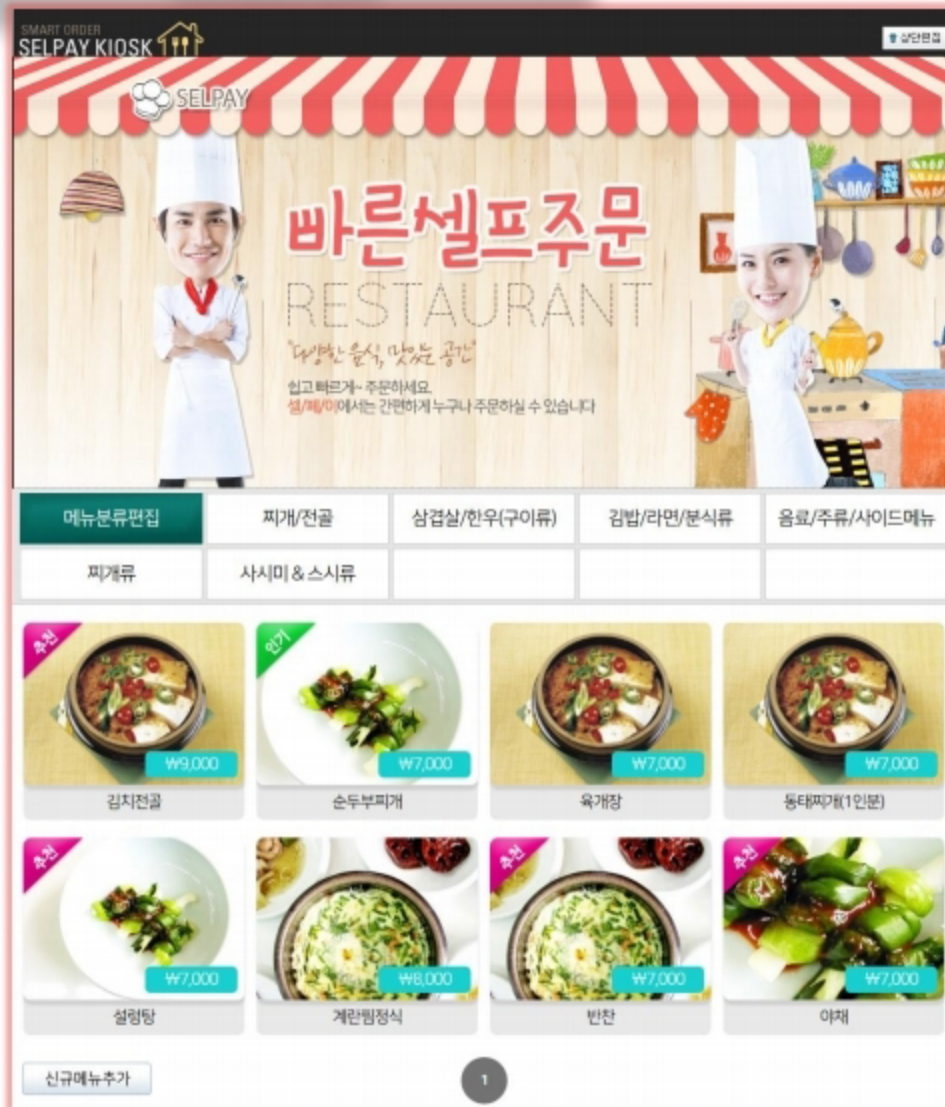 SMART ORDER
SELPAY KIOSK
상단편집
SELPAY
빠른셀프주문
RESTAURANT
"다양한 음식, 맛있는 공간"
쉽고 빠르게~ 주문하세요.
셀/페/이에서는 간편하게 누구나 주문하실 수 있습니다
메뉴분류편집 찌개/전골 삼겹살/한우(구이류) 김밥/라면/분식류 음료/주류/사이드메뉴
찌개류 사시미 & 스시류
추천 인기
₩9,000 ₩7,000 ₩7,000 ₩7,000
김치전골 순두부찌개 육개장 동태찌개(1인분)
추천 추천 추천
₩7,000 ₩8,000 ₩7,000 ₩7,000
설렁탕 계란찜정식 반찬 야채
신규메뉴추가 1